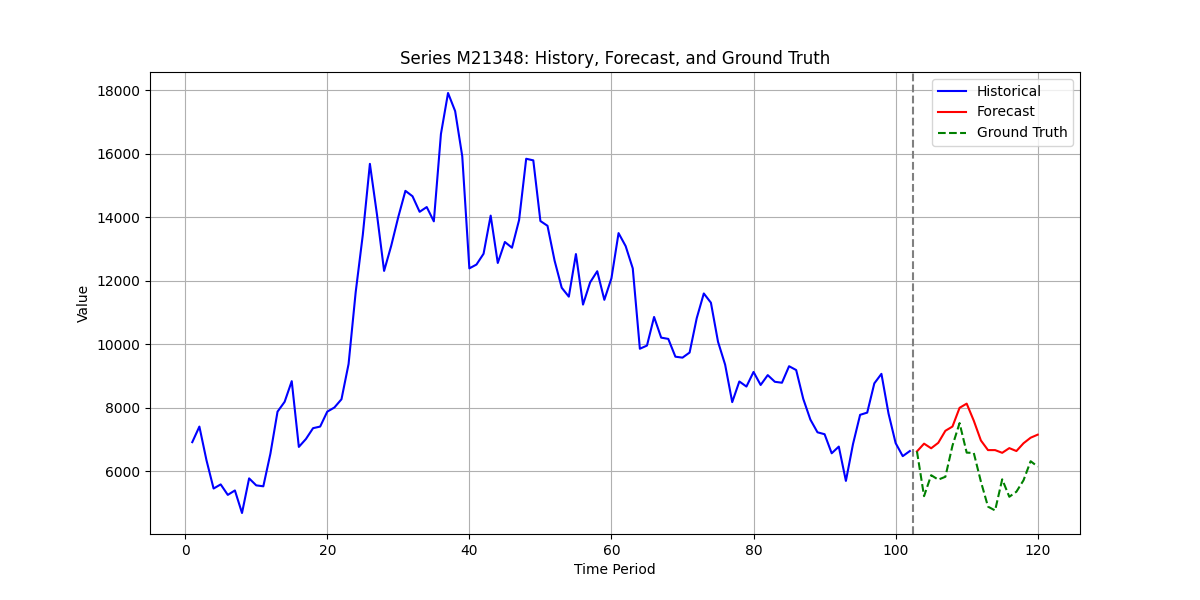 Series M21348: History, Forecast, and Ground Truth
Historical
Forecast
Ground Truth
Value
18000
16000
14000
12000
10000
8000
6000
0 20 40 60 80 100 120
Time Period